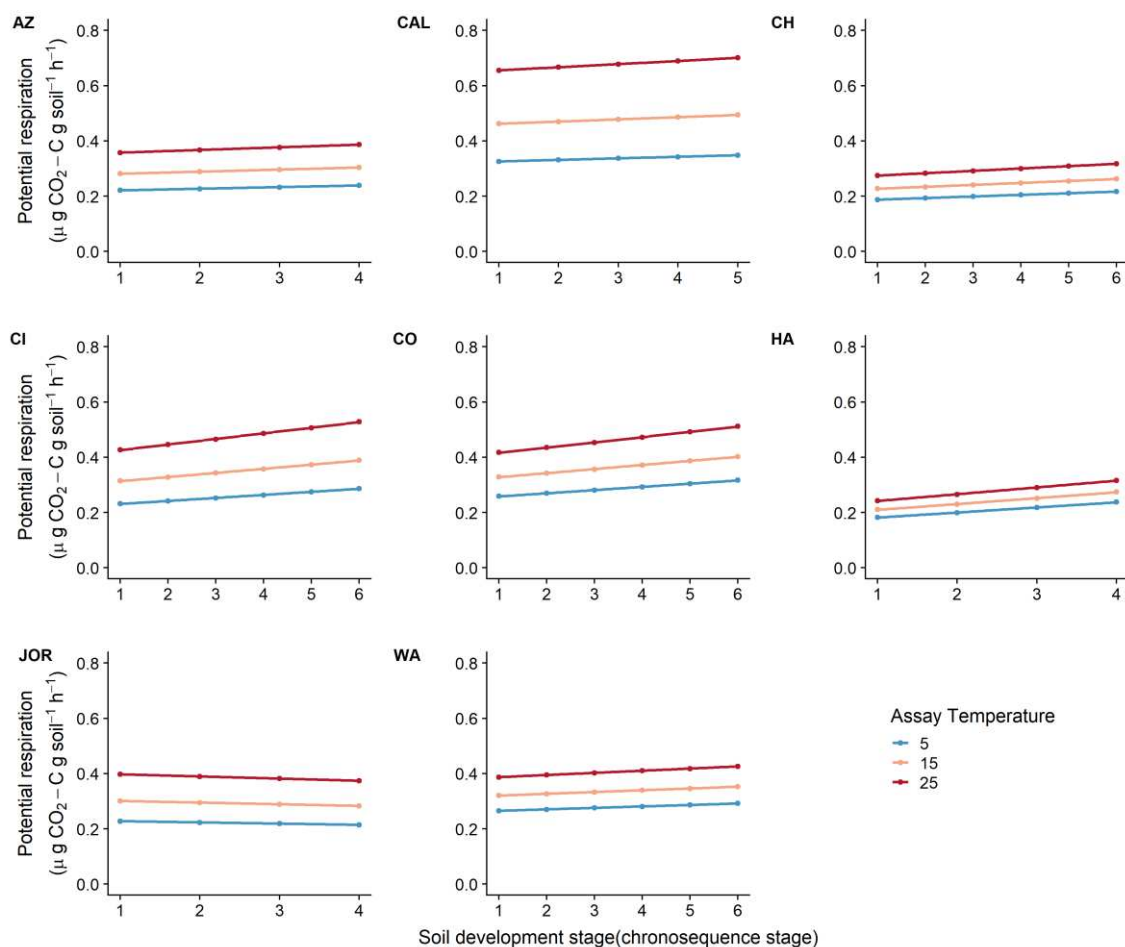 AZ
Potential respiration
(μ g CO₂ − C g soil⁻¹ h⁻¹)
0.8
0.6
0.4
0.2
0.0
1 2 3 4
CAL
0.8
0.6
0.4
0.2
0.0
1 2 3 4 5
CH
0.8
0.6
0.4
0.2
0.0
1 2 3 4 5 6
CI
Potential respiration
(μ g CO₂ − C g soil⁻¹ h⁻¹)
0.8
0.6
0.4
0.2
0.0
1 2 3 4 5 6
CO
0.8
0.6
0.4
0.2
0.0
1 2 3 4 5 6
HA
0.8
0.6
0.4
0.2
0.0
1 2 3 4
JOR
Potential respiration
(μ g CO₂ − C g soil⁻¹ h⁻¹)
0.8
0.6
0.4
0.2
0.0
1 2 3 4
WA
0.8
0.6
0.4
0.2
0.0
1 2 3 4 5 6
Assay Temperature
5
15
25
Soil development stage(chronosequence stage)